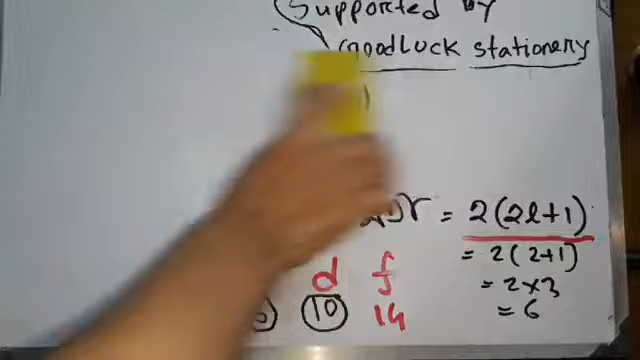 Supported by
Goodluck stationery
= 2(2l+1)
= 2(2+1)
d f
= 2×3
10 14
= 6